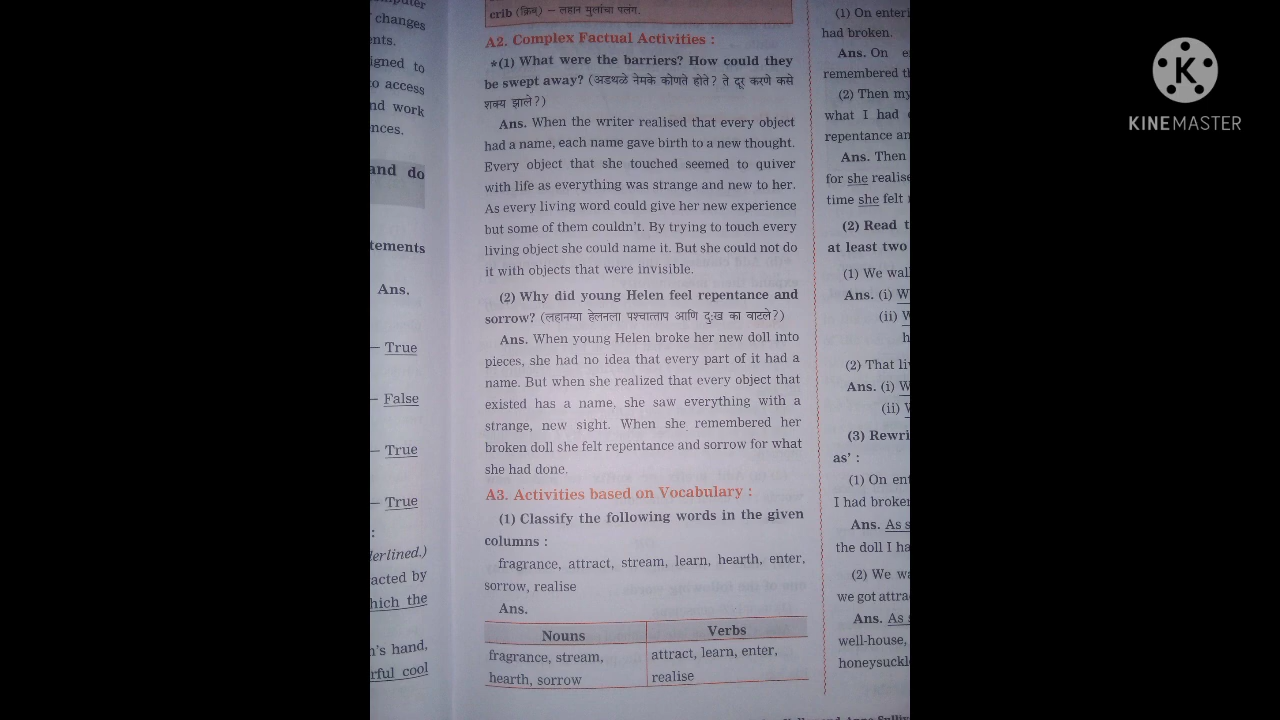 changes
nts.
igned to
o access
nd work
nces.
and do
tements
Ans.
— True
– False
— True
— True
:
lerlined.)
acted by
hich the
n's hand,
rful cool
crib (क्रिब्) – लहान मुलांचा पलंग.
A2. Complex Factual Activities :
*(1) What were the barriers? How could they
be swept away? (अडथळे नेमके कोणते होते? ते दूर करणे कसे
शक्य झाले?)
Ans. When the writer realised that every object
had a name, each name gave birth to a new thought.
Every object that she touched seemed to quiver
with life as everything was strange and new to her.
As every living word could give her new experience
but some of them couldn't. By trying to touch every
living object she could name it. But she could not do
it with objects that were invisible.
(2) Why did young Helen feel repentance and
sorrow? (लहानग्या हेलनला पश्चात्ताप आणि दुःख का वाटले?)
Ans. When young Helen broke her new doll into
pieces, she had no idea that every part of it had a
name. But when she realized that every object that
existed has a name, she saw everything with a
strange, new sight. When she remembered her
broken doll she felt repentance and sorrow for what
she had done.
A3. Activities based on Vocabulary :
(1) Classify the following words in the given
columns :
fragrance, attract, stream, learn, hearth, enter,
sorrow, realise
Ans.
Nouns Verbs
fragrance, stream, attract, learn, enter,
hearth, sorrow realise
(1) On enteri
had broken.
Ans. On e
remembered th
(2) Then my
what I had
repentance an
Ans. Then
for she realise
time she felt
(2) Read t
at least two
(1) We wal
Ans. (i) W
(ii) W
h
(2) That li
Ans. (i) W
(ii) W
(3) Rewri
as' :
(1) On ent
I had broken
Ans. As s
the doll I ha
(2) We wa
we got attra
Ans. As s
well-house,
honeysuckl
K
KINEMASTER